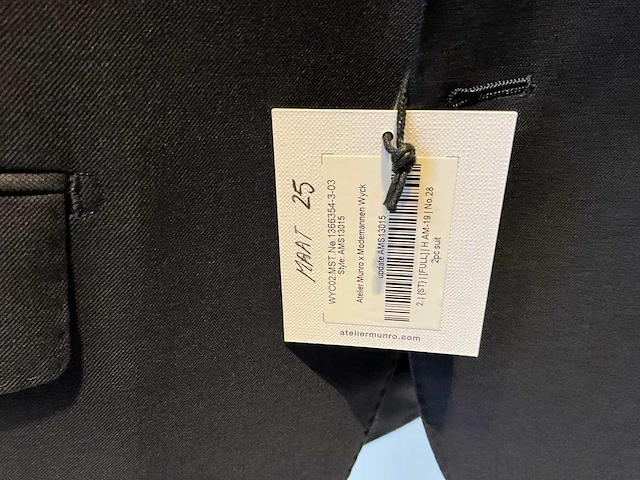 MAAT 25
WYC02.MST Ne.1366354-3-03
Style: AMS13015
Atelier Munro x Modemannen Wyck
update AMS13015
2. | {ST} | [FULL] | H AM-19 | No 28
2pc suit
ateliermunro.com